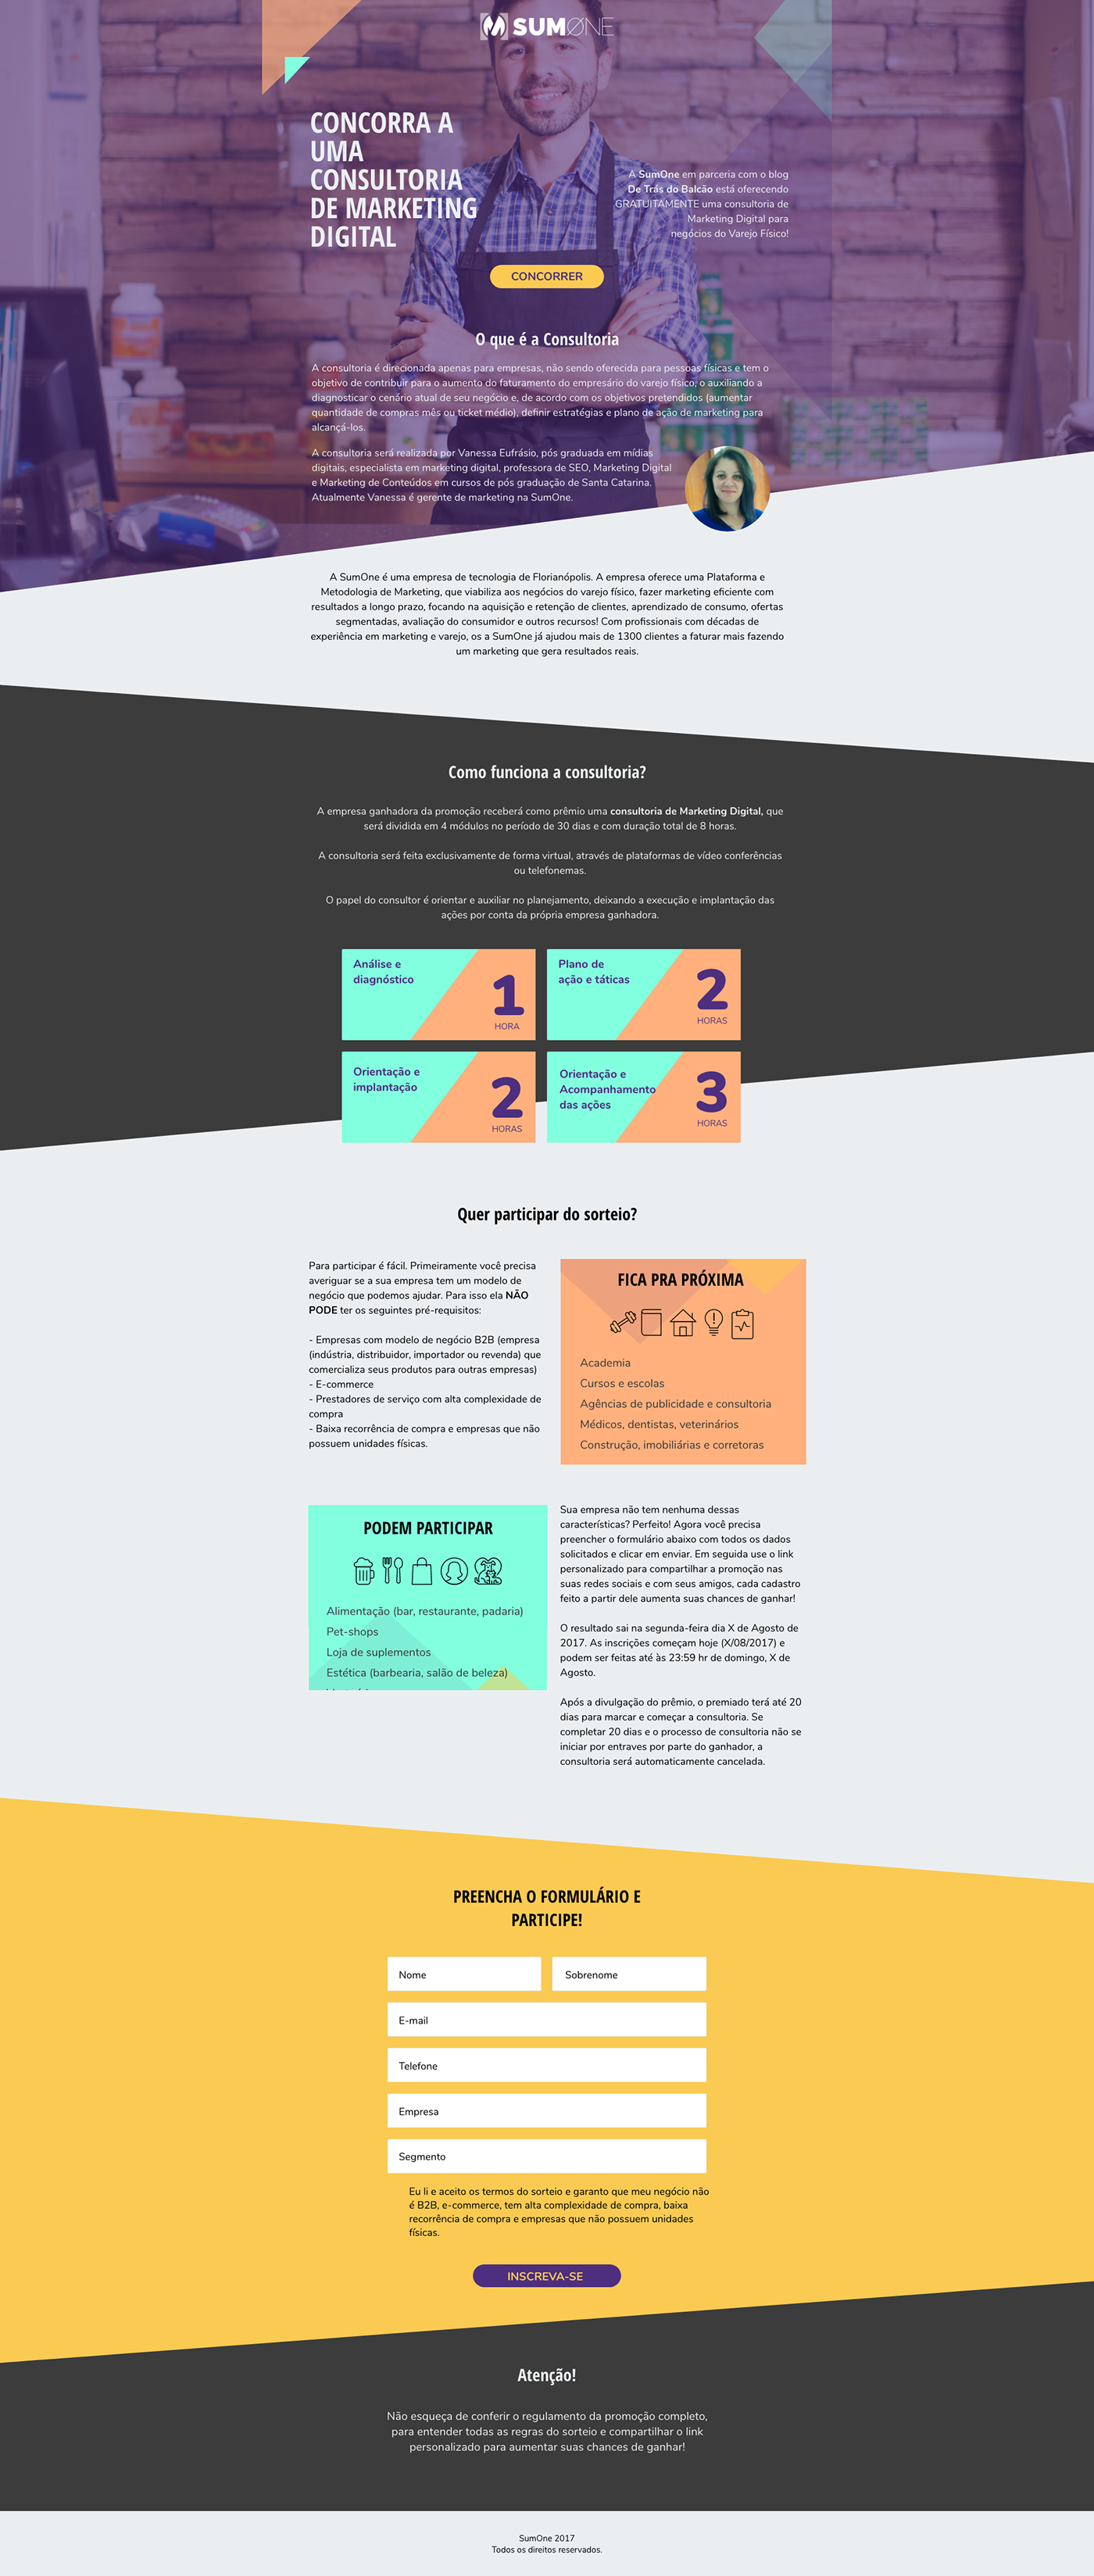 SUMØNE
CONCORRA A
UMA
CONSULTORIA
DE MARKETING
DIGITAL
A SumOne em parceria com o blog
De Trás do Balcão está oferecendo
GRATUITAMENTE uma consultoria de
Marketing Digital para
negócios do Varejo Físico!
CONCORRER
O que é a Consultoria
A consultoria é direcionada apenas para empresas, não sendo oferecida para pessoas físicas e tem o
objetivo de contribuir para o aumento do faturamento do empresário do varejo físico, o auxiliando a
diagnosticar o cenário atual de seu negócio e, de acordo com os objetivos pretendidos (aumentar
quantidade de compras mês ou ticket médio), definir estratégias e plano de ação de marketing para
alcançá-los.
A consultoria será realizada por Vanessa Eufrásio, pós graduada em mídias
digitais, especialista em marketing digital, professora de SEO, Marketing Digital
e Marketing de Conteúdos em cursos de pós graduação de Santa Catarina.
Atualmente Vanessa é gerente de marketing na SumOne.
A SumOne é uma empresa de tecnologia de Florianópolis. A empresa oferece uma Plataforma e
Metodologia de Marketing, que viabiliza aos negócios do varejo físico, fazer marketing eficiente com
resultados a longo prazo, focando na aquisição e retenção de clientes, aprendizado de consumo, ofertas
segmentadas, avaliação do consumidor e outros recursos! Com profissionais com décadas de
experiência em marketing e varejo, os a SumOne já ajudou mais de 1300 clientes a faturar mais fazendo
um marketing que gera resultados reais.
Como funciona a consultoria?
A empresa ganhadora da promoção receberá como prêmio uma consultoria de Marketing Digital, que
será dividida em 4 módulos no período de 30 dias e com duração total de 8 horas.
A consultoria será feita exclusivamente de forma virtual, através de plataformas de vídeo conferências
ou telefonemas.
O papel do consultor é orientar e auxiliar no planejamento, deixando a execução e implantação das
ações por conta da própria empresa ganhadora.
Análise e
diagnóstico
1
HORA
Plano de
ação e táticas
2
HORAS
Orientação e
implantação
2
HORAS
Orientação e
Acompanhamento
das ações
3
HORAS
Quer participar do sorteio?
Para participar é fácil. Primeiramente você precisa
averiguar se a sua empresa tem um modelo de
negócio que podemos ajudar. Para isso ela NÃO
PODE ter os seguintes pré-requisitos:
- Empresas com modelo de negócio B2B (empresa
(indústria, distribuidor, importador ou revenda) que
comercializa seus produtos para outras empresas)
- E-commerce
- Prestadores de serviço com alta complexidade de
compra
- Baixa recorrência de compra e empresas que não
possuem unidades físicas.
FICA PRA PRÓXIMA
Academia
Cursos e escolas
Agências de publicidade e consultoria
Médicos, dentistas, veterinários
Construção, imobiliárias e corretoras
PODEM PARTICIPAR
Alimentação (bar, restaurante, padaria)
Pet-shops
Loja de suplementos
Estética (barbearia, salão de beleza)
Sua empresa não tem nenhuma dessas
características? Perfeito! Agora você precisa
preencher o formulário abaixo com todos os dados
solicitados e clicar em enviar. Em seguida use o link
personalizado para compartilhar a promoção nas
suas redes sociais e com seus amigos, cada cadastro
feito a partir dele aumenta suas chances de ganhar!
O resultado sai na segunda-feira dia X de Agosto de
2017. As inscrições começam hoje (X/08/2017) e
podem ser feitas até às 23:59 hr de domingo, X de
Agosto.
Após a divulgação do prêmio, o premiado terá até 20
dias para marcar e começar a consultoria. Se
completar 20 dias e o processo de consultoria não se
iniciar por entraves por parte do ganhador, a
consultoria será automaticamente cancelada.
PREENCHA O FORMULÁRIO E
PARTICIPE!
Nome
Sobrenome
E-mail
Telefone
Empresa
Segmento
Eu li e aceito os termos do sorteio e garanto que meu negócio não
é B2B, e-commerce, tem alta complexidade de compra, baixa
recorrência de compra e empresas que não possuem unidades
físicas.
INSCREVA-SE
Atenção!
Não esqueça de conferir o regulamento da promoção completo,
para entender todas as regras do sorteio e compartilhar o link
personalizado para aumentar suas chances de ganhar!
SumOne 2017
Todos os direitos reservados.